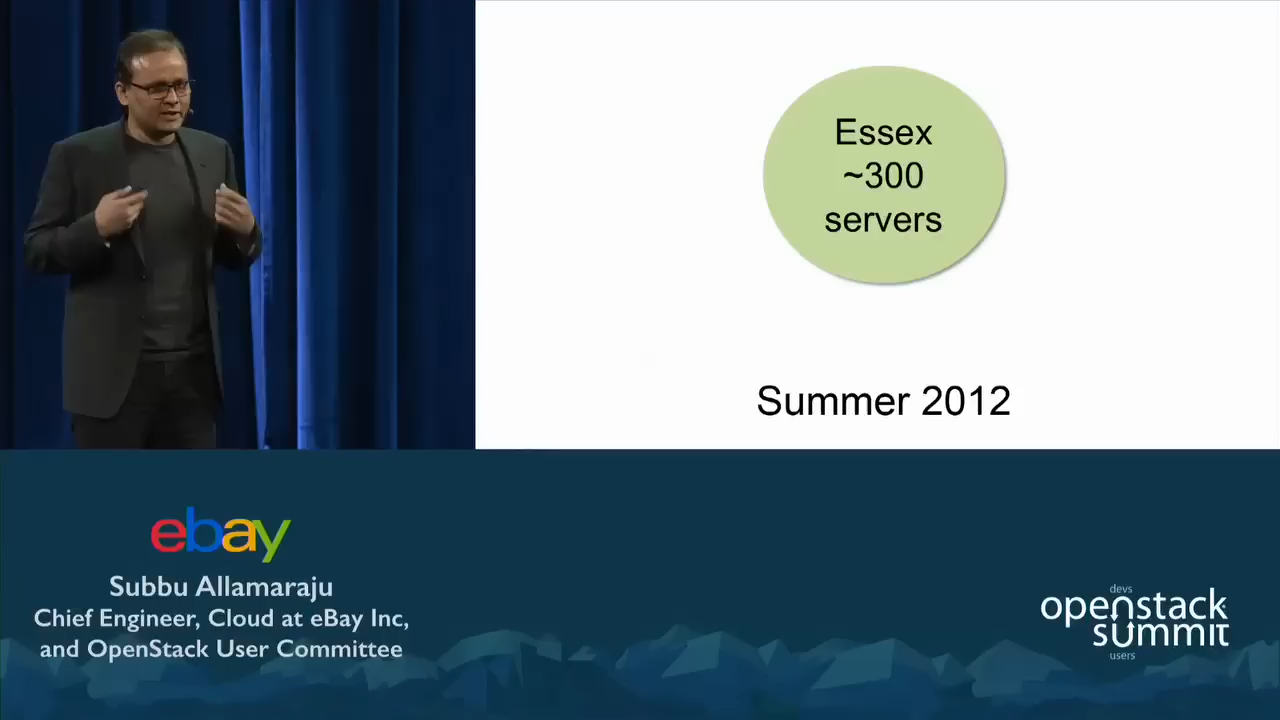 Essex
~300
servers
Summer 2012
ebay
Subbu Allamaraju
Chief Engineer, Cloud at eBay Inc,
and OpenStack User Committee
devs
openstack
summit
users